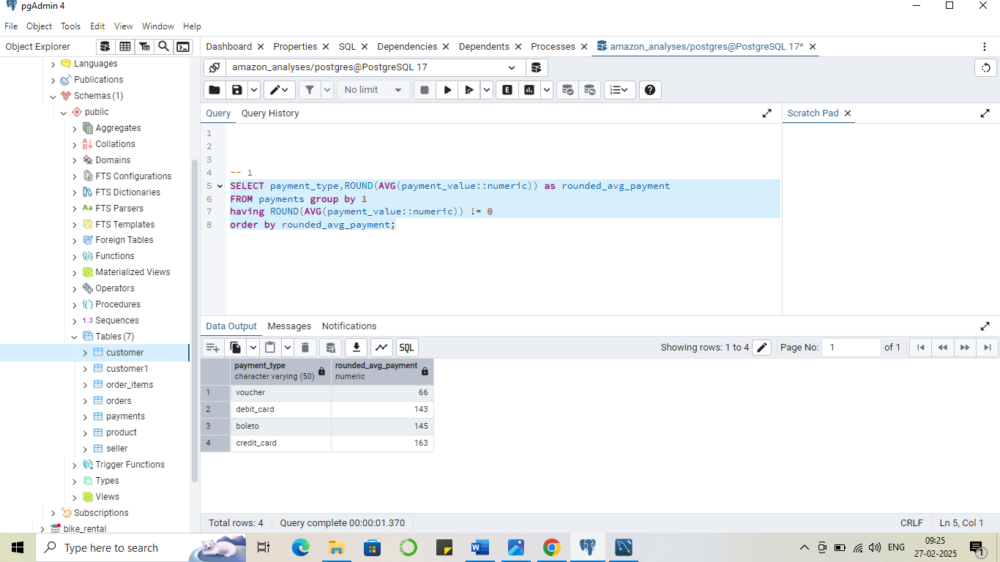 pgAdmin 4
File Object Tools Edit View Window Help
Object Explorer
Dashboard Properties SQL Dependencies Dependents Processes amazon_analyses/postgres@PostgreSQL 17*
Languages
Publications
Schemas (1)
public
Aggregates
Collations
Domains
FTS Configurations
FTS Dictionaries
Aa FTS Parsers
FTS Templates
Foreign Tables
Functions
Materialized Views
Operators
Procedures
1..3 Sequences
Tables (7)
customer
customer1
order_items
orders
payments
product
seller
Trigger Functions
Types
Views
Subscriptions
bike_rental
amazon_analyses/postgres@PostgreSQL 17
No limit
E
Query Query History
Scratch Pad
1
2
3
4 -- 1
5 SELECT payment_type,ROUND(AVG(payment_value::numeric)) as rounded_avg_payment
6 FROM payments group by 1
7 having ROUND(AVG(payment_value::numeric)) != 0
8 order by rounded_avg_payment;
Data Output Messages Notifications
SQL
Showing rows: 1 to 4 Page No: 1 of 1
payment_type rounded_avg_payment
character varying (50) numeric
1 voucher 66
2 debit_card 143
3 boleto 145
4 credit_card 163
Total rows: 4 Query complete 00:00:01.370
CRLF Ln 5, Col 1
Type here to search
W
ENG
09:25
27-02-2025
1